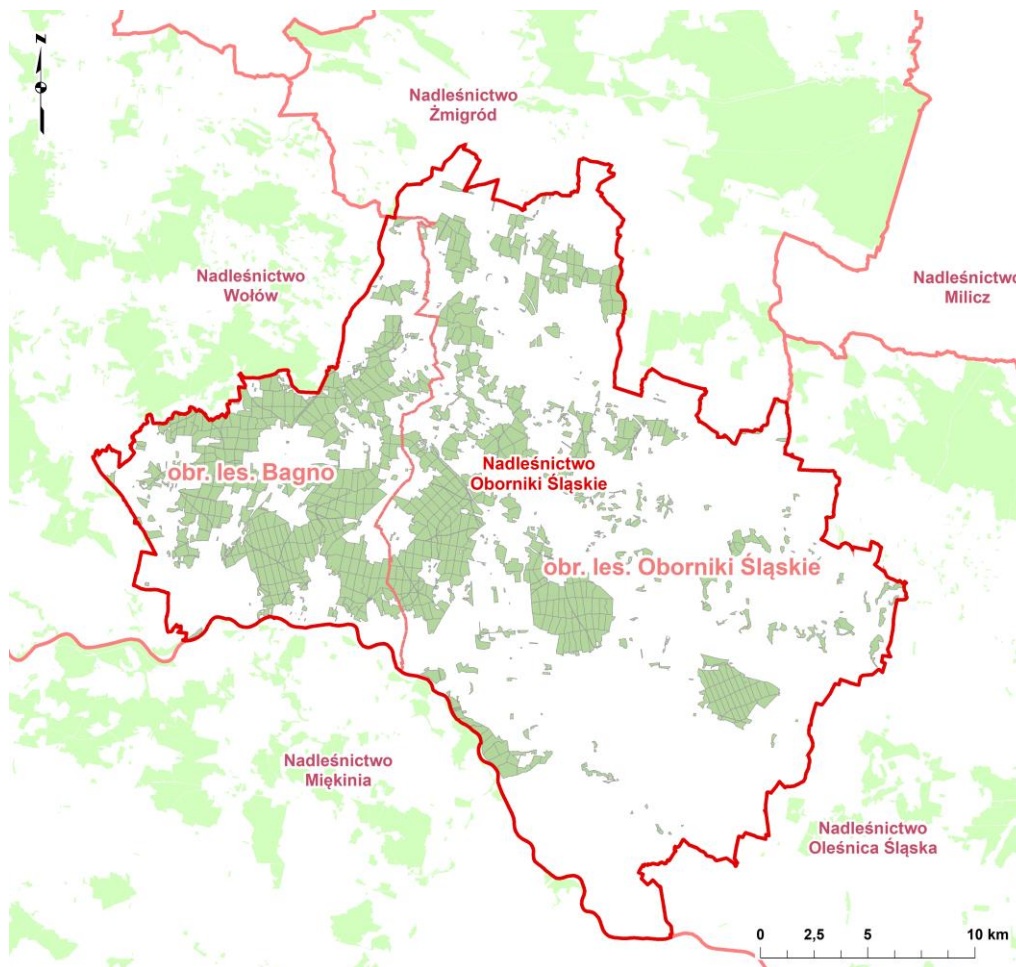 N
Nadleśnictwo
Żmigród
Nadleśnictwo
Wołów
Nadleśnictwo
Milicz
obr. les. Bagno
Nadleśnictwo
Oborniki Śląskie
obr. les. Oborniki Śląskie
Nadleśnictwo
Miękinia
Nadleśnictwo
Oleśnica Śląska
0 2,5 5 10 km